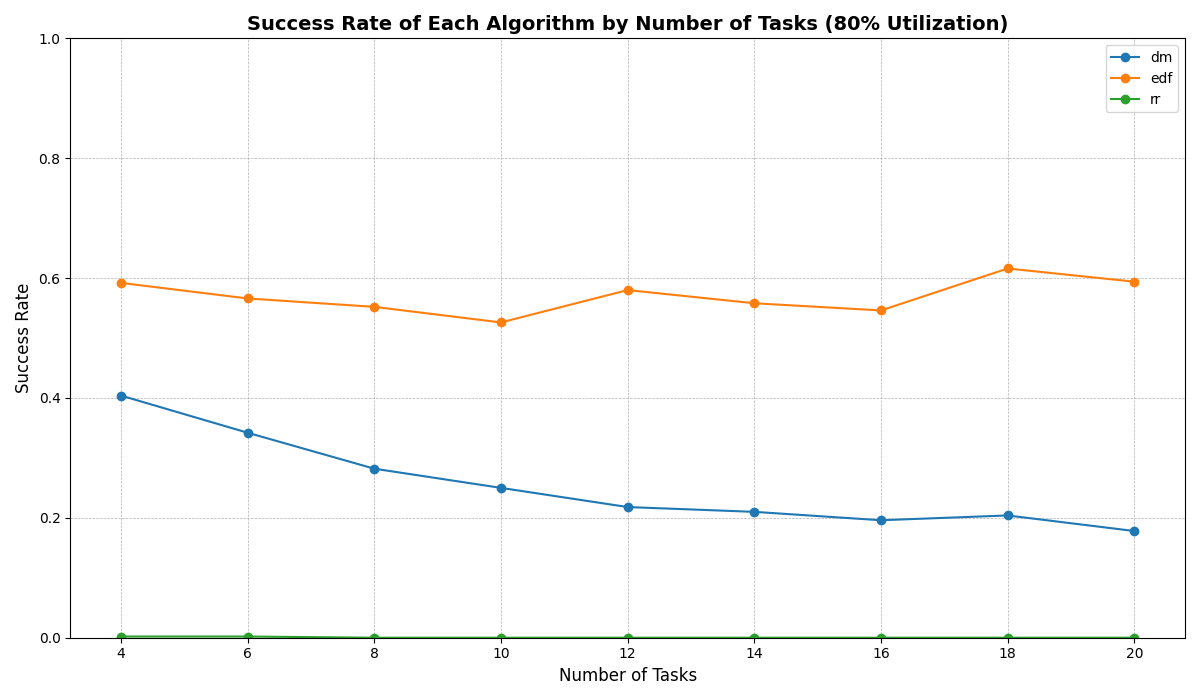 Success Rate of Each Algorithm by Number of Tasks (80% Utilization)
1.0
0.8
0.6
0.4
0.2
0.0
Success Rate
dm
edf
rr
4 6 8 10 12 14 16 18 20
Number of Tasks